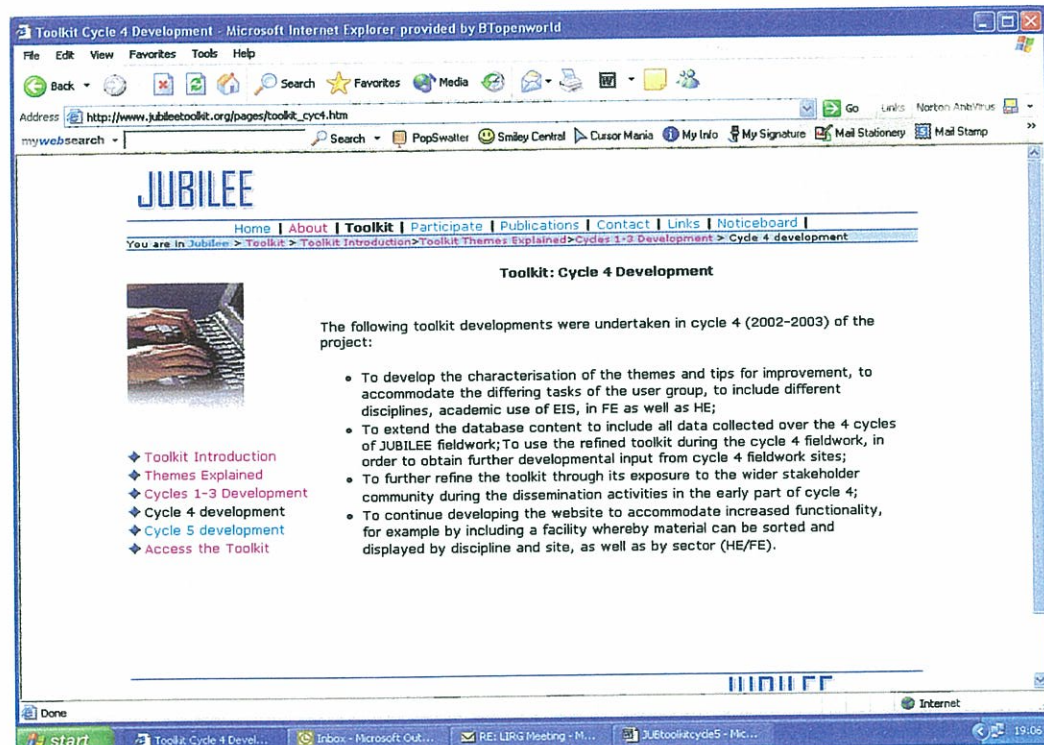 Toolkit Cycle 4 Development - Microsoft Internet Explorer provided by BTopenworld
File Edit View Favorites Tools Help
Back Search Favorites Media
Address http://www.jubileetoolkit.org/pages/toolkit_cyc4.htm Go Links Norton AntiVirus
mywebsearch Search PopSwatter Smiley Central Cursor Mania My Info My Signature Mail Stationery Mail Stamp »
JUBILEE
Home | About | Toolkit | Participate | Publications | Contact | Links | Noticeboard |
You are in Jubilee > Toolkit > Toolkit Introduction>Toolkit Themes Explained>Cycles 1-3 Development > Cycle 4 development
Toolkit: Cycle 4 Development
The following toolkit developments were undertaken in cycle 4 (2002-2003) of the
project:
• To develop the characterisation of the themes and tips for improvement, to
accommodate the differing tasks of the user group, to include different
disciplines, academic use of EIS, in FE as well as HE;
• To extend the database content to include all data collected over the 4 cycles
of JUBILEE fieldwork;To use the refined toolkit during the cycle 4 fieldwork, in
order to obtain further developmental input from cycle 4 fieldwork sites;
• To further refine the toolkit through its exposure to the wider stakeholder
community during the dissemination activities in the early part of cycle 4;
• To continue developing the website to accommodate increased functionality,
for example by including a facility whereby material can be sorted and
displayed by discipline and site, as well as by sector (HE/FE).
Toolkit Introduction
Themes Explained
Cycles 1-3 Development
Cycle 4 development
Cycle 5 development
Access the Toolkit
JUBILEE
Done Internet
start Toolkit Cycle 4 Devel... Inbox - Microsoft Out... RE: LIRG Meeting - M... JUBtoolkitcycle5 - Mic... 19:06